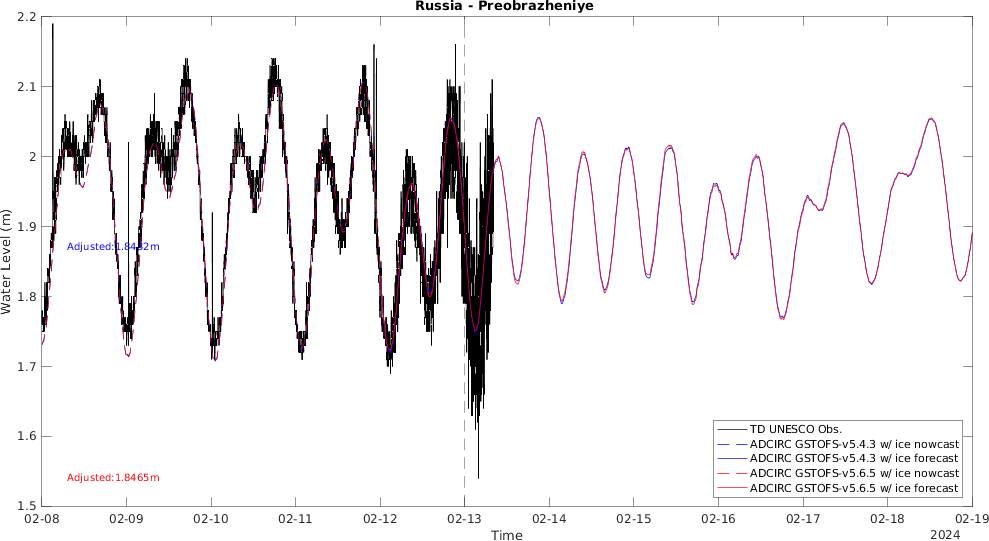 Russia - Preobrazheniye
2.2
2.1
2
1.9
1.8
1.7
1.6
1.5
Water Level (m)
Adjusted:1.8432m
Adjusted:1.8465m
TD UNESCO Obs.
ADCIRC GSTOFS-v5.4.3 w/ ice nowcast
ADCIRC GSTOFS-v5.4.3 w/ ice forecast
ADCIRC GSTOFS-v5.6.5 w/ ice nowcast
ADCIRC GSTOFS-v5.6.5 w/ ice forecast
02-08 02-09 02-10 02-11 02-12 02-13 02-14 02-15 02-16 02-17 02-18 02-19
Time
2024